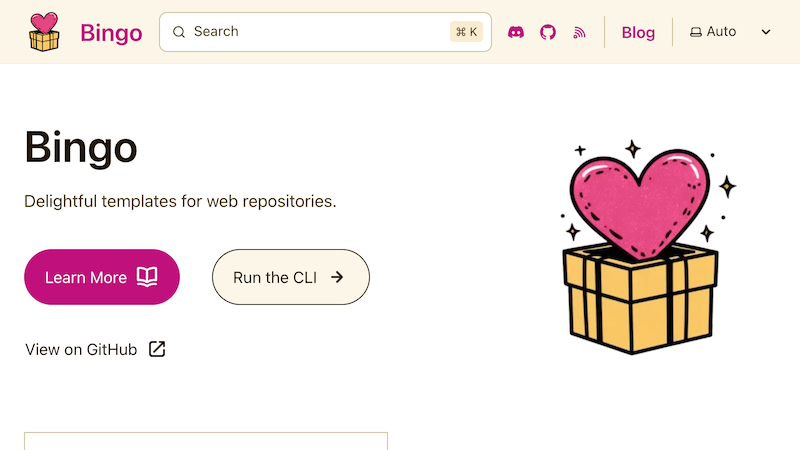 Bingo
Search
⌘ K
Blog
Auto
Bingo
Delightful templates for web repositories.
Learn More
Run the CLI
View on GitHub